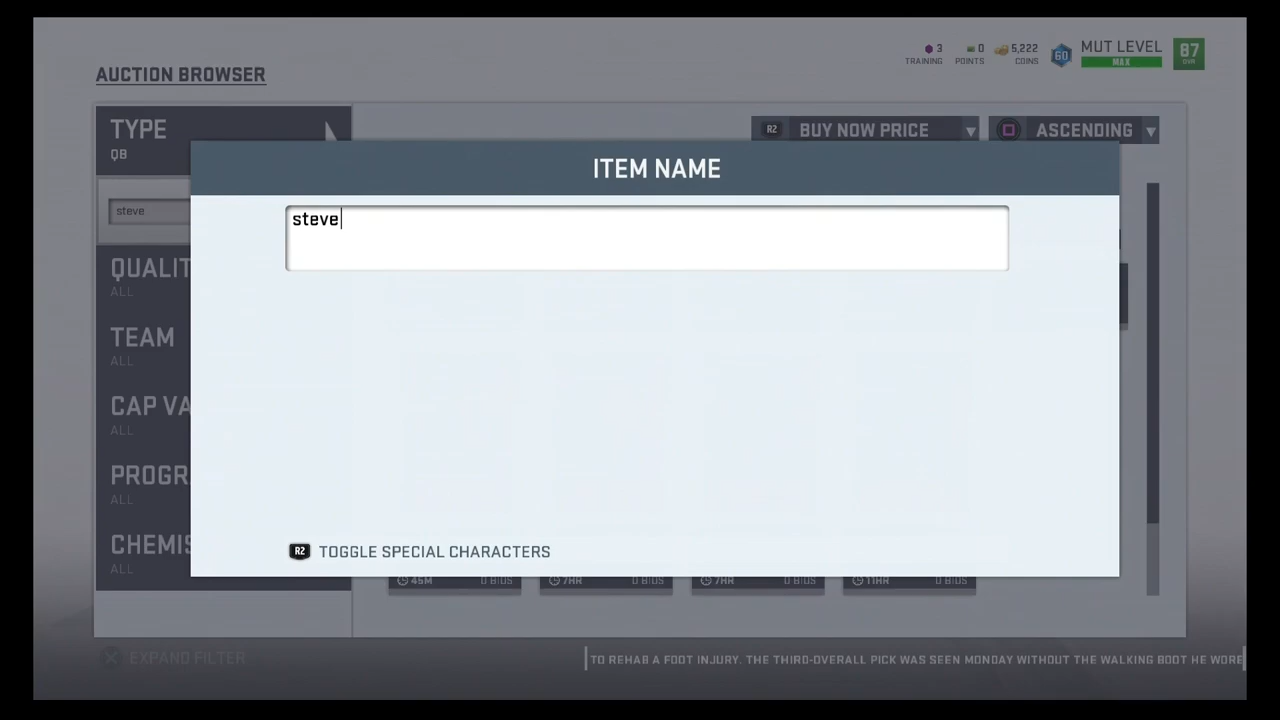 AUCTION BROWSER
3
TRAINING
0
POINTS
5,222
COINS
60
MUT LEVEL
MAX
87
OVR
TYPE
QB
R2 BUY NOW PRICE
ASCENDING
ITEM NAME
steve
steve
QUALIT
ALL
TEAM
ALL
CAP VA
ALL
PROGR
ALL
CHEMIS
ALL
R2 TOGGLE SPECIAL CHARACTERS
45M 0 BIDS
7HR 0 BIDS
7HR 0 BIDS
11HR 0 BIDS
EXPAND FILTER
TO REHAB A FOOT INJURY. THE THIRD-OVERALL PICK WAS SEEN MONDAY WITHOUT THE WALKING BOOT HE WORE